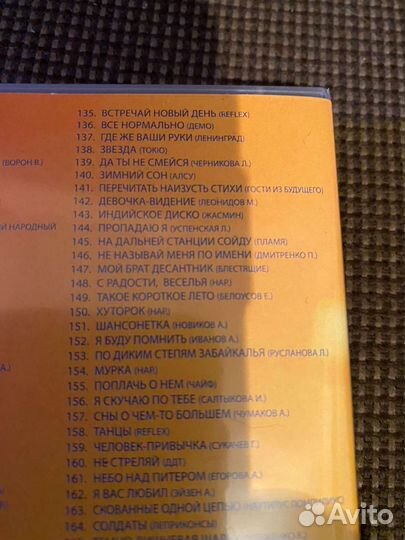 135. ВСТРЕЧАЙ НОВЫЙ ДЕНЬ (REFLEX)
136. ВСЕ НОРМАЛЬНО (ДЕМО)
137. ГДЕ ЖЕ ВАШИ РУКИ (ЛЕНИНГРАД)
138. ЗВЕЗДА (ТОКІО)
(ВОРОН В.)
139. ДА ТЫ НЕ СМЕЙСЯ (ЧЕРНИКОВА Л.)
140. ЗИМНИЙ СОН (АЛСУ)
141. ПЕРЕЧИТАТЬ НАИЗУСТЬ СТИХИ (ГОСТИ ИЗ БУДУЩЕГО)
142. ДЕВОЧКА-ВИДЕНИЕ (ЛЕОНИДОВ М.)
143. ИНДИЙСКОЕ ДИСКО (ЖАСМИН)
НАРОДНЫЙ
144. ПРОПАДАЮ Я (УСПЕНСКАЯ Л.)
145. НА ДАЛЬНЕЙ СТАНЦИИ СОЙДУ (ПЛАМЯ)
146. НЕ НАЗЫВАЙ МЕНЯ ПО ИМЕНИ (ДМИТРЕНКО П.)
147. МОЙ БРАТ ДЕСАНТНИК (БЛЕСТЯЩИЕ)
148. С РАДОСТИ, ВЕСЕЛЬЯ (НАР.)
149. ТАКОЕ КОРОТКОЕ ЛЕТО (БЕЛОУСОВ Е.)
150. ХУТОРОК (НАР.)
151. ШАНСОНЕТКА (НОВИКОВ А.)
152. Я БУДУ ПОМНИТЬ (ИВАНОВ А.)
153. ПО ДИКИМ СТЕПЯМ ЗАБАЙКАЛЬЯ (РУСЛАНОВА Л.)
154. МУРКА (НАР.)
155. ПОПЛАЧЬ О НЕМ (ЧАЙФ)
156. Я СКУЧАЮ ПО ТЕБЕ (САЛТЫКОВА И.)
157. СНЫ О ЧЕМ-ТО БОЛЬШЕМ (ЧУМАКОВ А.)
158. ТАНЦЫ (REFLEX)
159. ЧЕЛОВЕК-ПРИВЫЧКА (СУКАЧЕВ Г.)
160. НЕ СТРЕЛЯЙ (ДДТ)
161. НЕБО НАД ПИТЕРОМ (ЕГОРОВА А.)
162. Я ВАС ЛЮБИЛ (ЭЙЗЕН А.)
163. СКОВАННЫЕ ОДНОЙ ЦЕПЬЮ (НАУТИЛУС ПОМПИЛИУС)
164. СОЛДАТЫ (ЛЕПРИКОНСЫ)
Avito